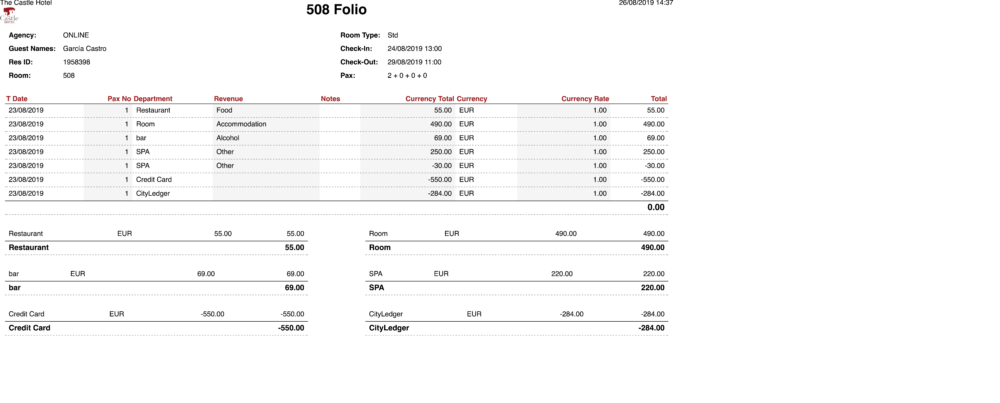 The Castle Hotel
26/08/2019 14:37
508 Folio
The
Castle
HOTEL
Agency: ONLINE Room Type: Std
Guest Names: García Castro Check-In: 24/08/2019 13:00
Res ID: 1958398 Check-Out: 29/08/2019 11:00
Room: 508 Pax: 2 + 0 + 0 + 0
T Date Pax No Department Revenue Notes Currency Total Currency Currency Rate Total
23/08/2019 1 Restaurant Food 55.00 EUR 1.00 55.00
23/08/2019 1 Room Accommodation 490.00 EUR 1.00 490.00
23/08/2019 1 bar Alcohol 69.00 EUR 1.00 69.00
23/08/2019 1 SPA Other 250.00 EUR 1.00 250.00
23/08/2019 1 SPA Other -30.00 EUR 1.00 -30.00
23/08/2019 1 Credit Card -550.00 EUR 1.00 -550.00
23/08/2019 1 CityLedger -284.00 EUR 1.00 -284.00
0.00
Restaurant EUR 55.00 55.00 Room EUR 490.00 490.00
Restaurant 55.00 Room 490.00
bar EUR 69.00 69.00 SPA EUR 220.00 220.00
bar 69.00 SPA 220.00
Credit Card EUR -550.00 -550.00 CityLedger EUR -284.00 -284.00
Credit Card -550.00 CityLedger -284.00